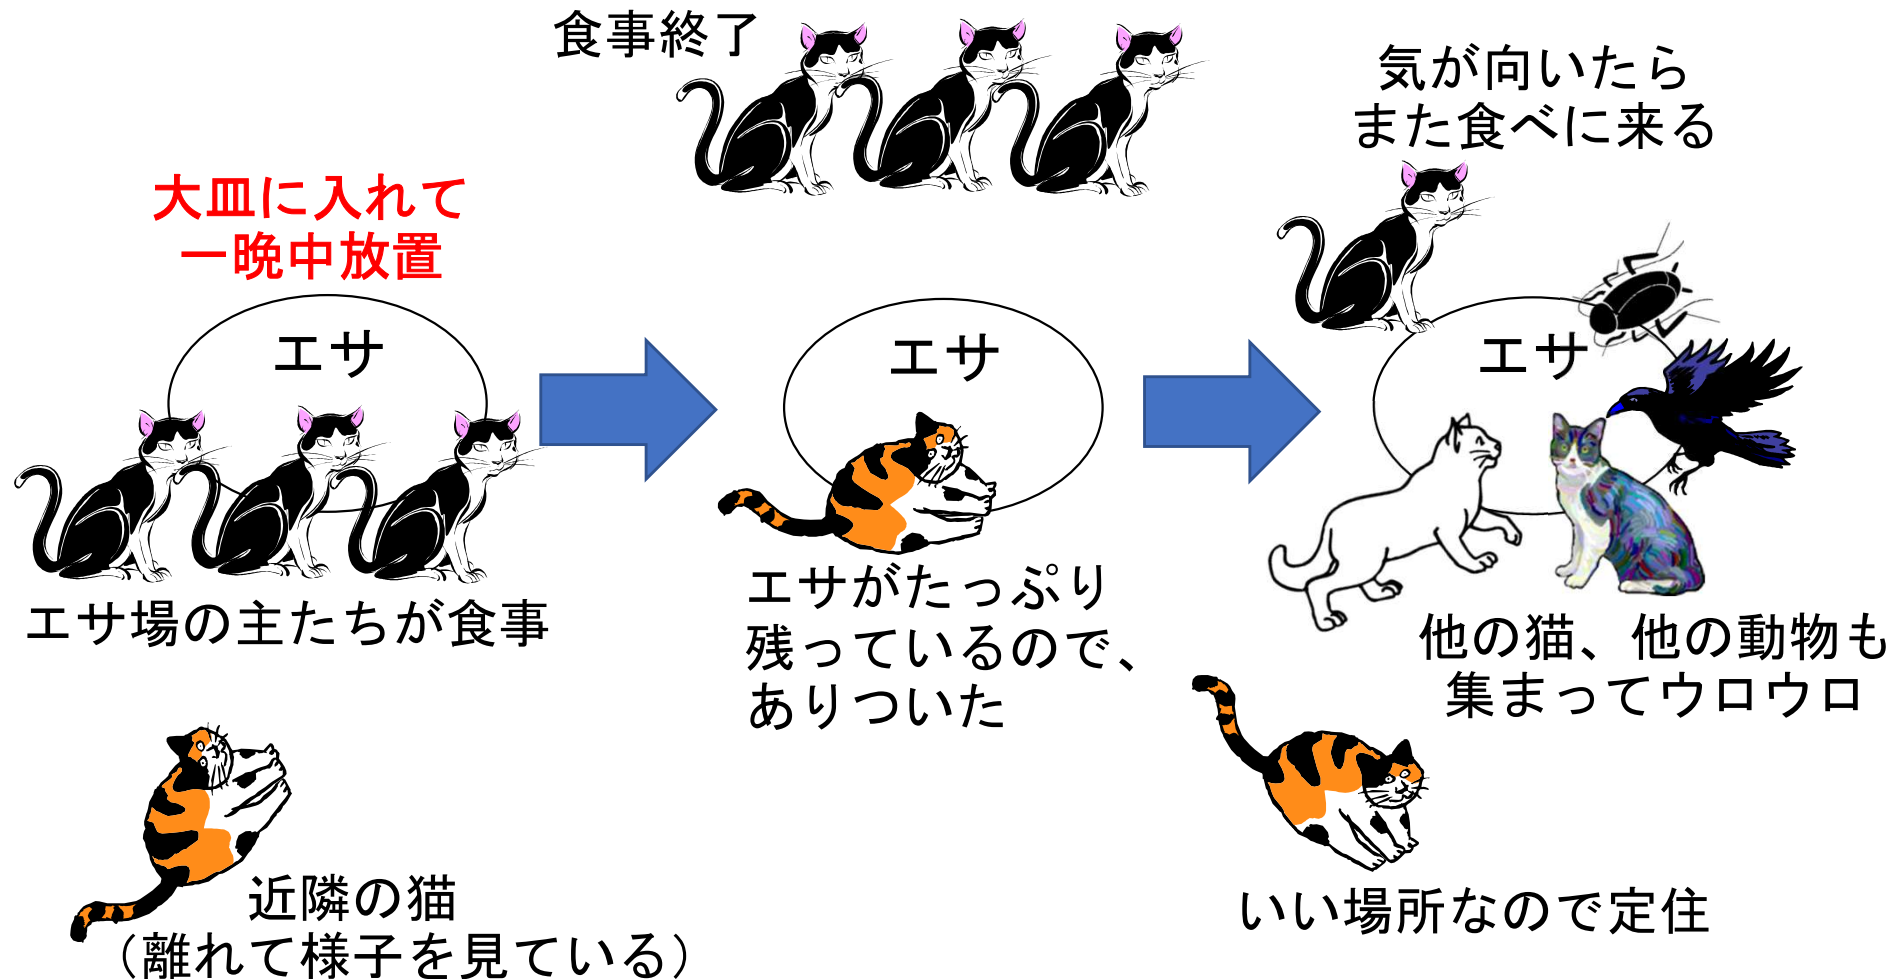 大皿に入れて
一晩中放置
エサ
エサ場の主たちが食事
近隣の猫
（離れて様子を見ている）
食事終了
エサ
エサがたっぷり
残っているので、
ありついた
気が向いたら
また食べに来る
エサ
他の猫、他の動物も
集まってウロウロ
いい場所なので定住